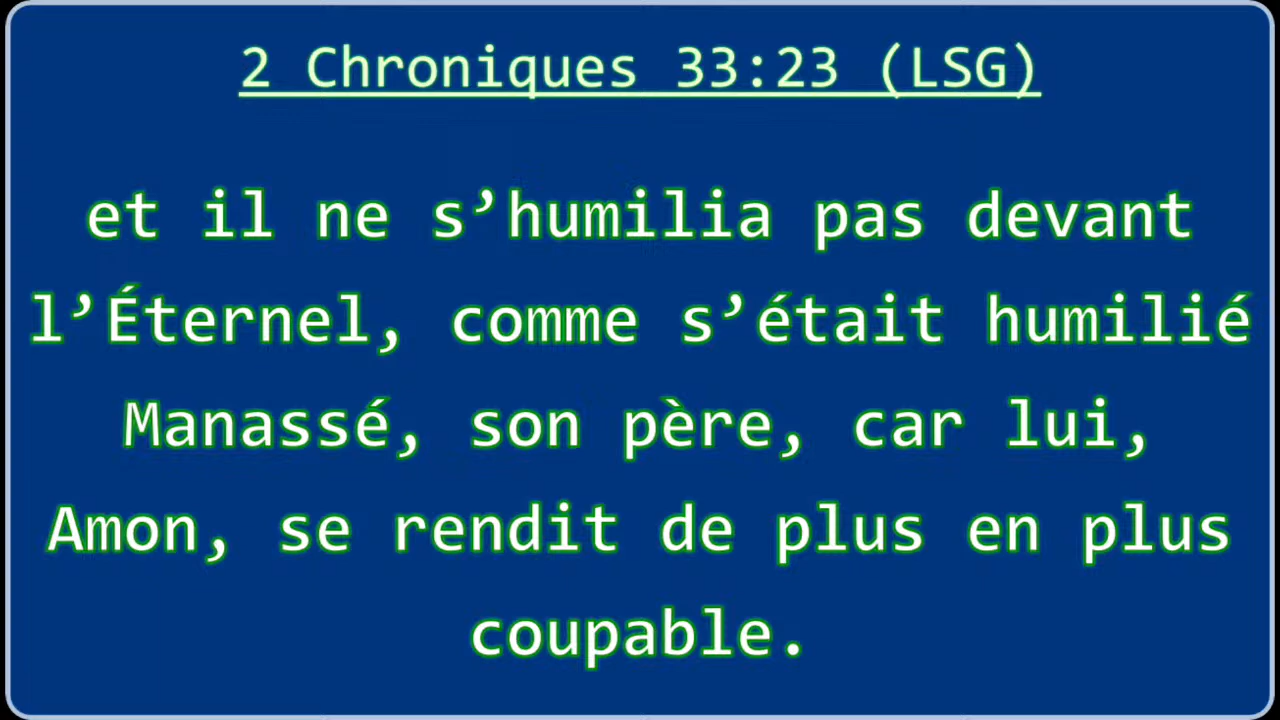 2 Chroniques 33:23 (LSG)
et il ne s’humilia pas devant
l’Éternel, comme s’était humilié
Manassé, son père, car lui,
Amon, se rendit de plus en plus
coupable.